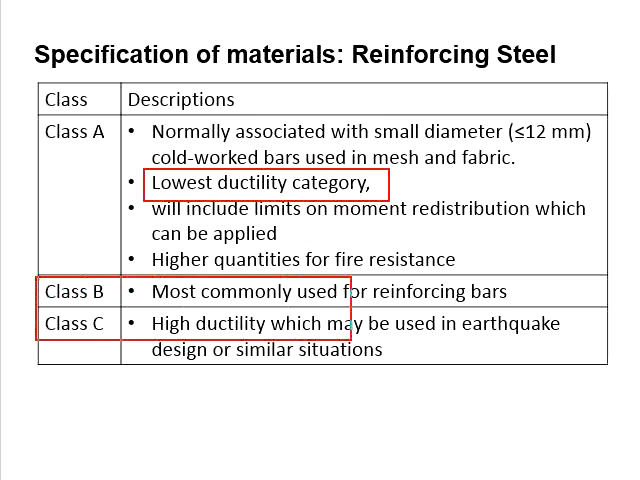 Specification of materials: Reinforcing Steel
Class Descriptions
Class A • Normally associated with small diameter (≤12 mm)
cold-worked bars used in mesh and fabric.
• Lowest ductility category,
• will include limits on moment redistribution which
can be applied
• Higher quantities for fire resistance
Class B • Most commonly used for reinforcing bars
Class C • High ductility which may be used in earthquake
design or similar situations